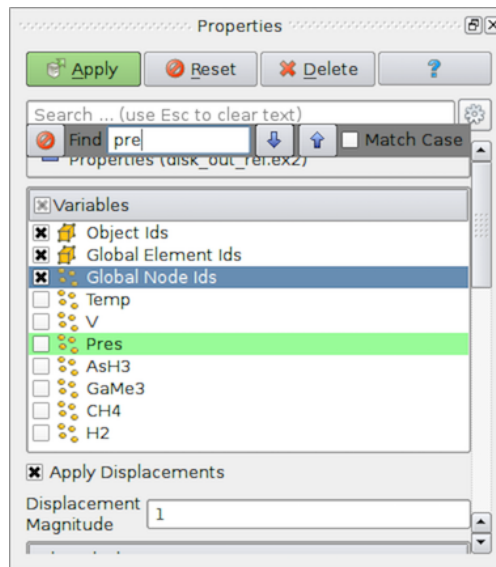 Properties
Apply Reset Delete ?
Search ... (use Esc to clear text)
Find pre Match Case
Properties (disk_out_ref.ex2)
Variables
Object Ids
Global Element Ids
Global Node Ids
Temp
V
Pres
AsH3
GaMe3
CH4
H2
Apply Displacements
Displacement
Magnitude
1